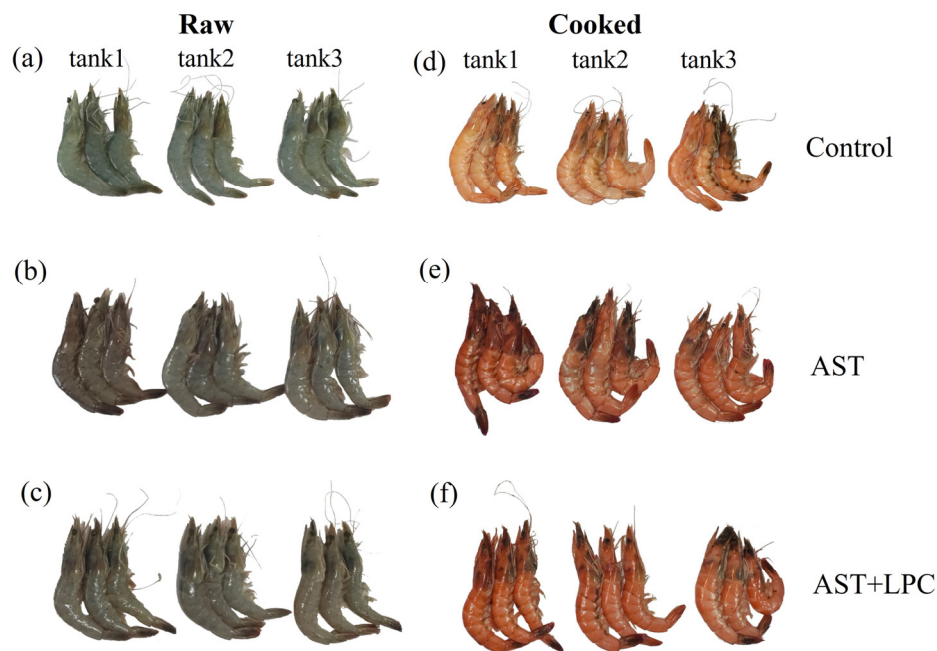 Raw Cooked
(a) tank1 tank2 tank3 (d) tank1 tank2 tank3
Control
(b) (e)
AST
(c) (f)
AST+LPC